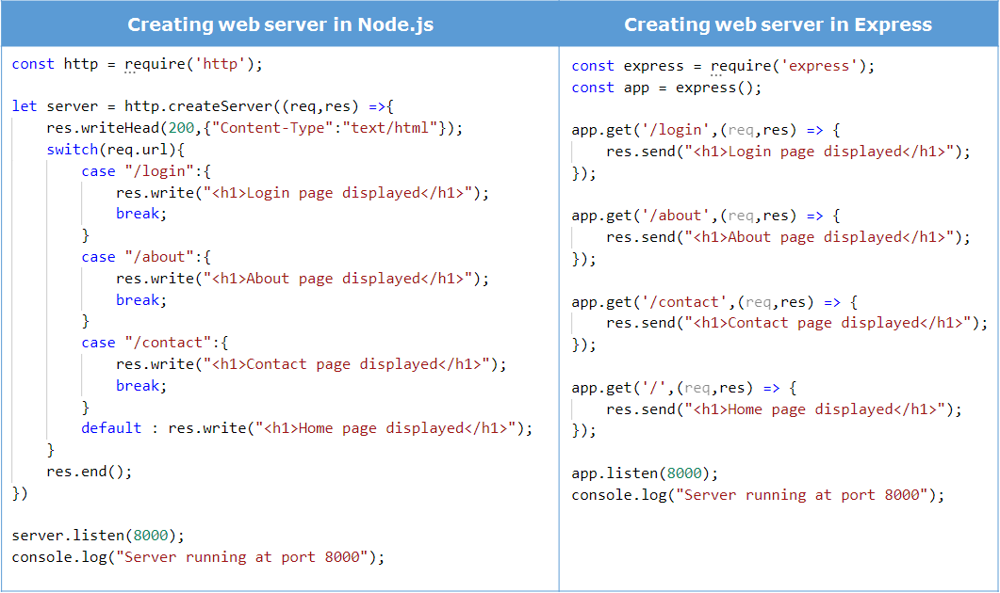 Creating web server in Node.js
const http = require('http');
let server = http.createServer((req,res) =>{
res.writeHead(200,{"Content-Type":"text/html"});
switch(req.url){
case "/login":{
res.write("<h1>Login page displayed</h1>");
break;
}
case "/about":{
res.write("<h1>About page displayed</h1>");
break;
}
case "/contact":{
res.write("<h1>Contact page displayed</h1>");
break;
}
default : res.write("<h1>Home page displayed</h1>");
}
res.end();
})
server.listen(8000);
console.log("Server running at port 8000");
Creating web server in Express
const express = require('express');
const app = express();
app.get('/login',(req,res) => {
res.send("<h1>Login page displayed</h1>");
});
app.get('/about',(req,res) => {
res.send("<h1>About page displayed</h1>");
});
app.get('/contact',(req,res) => {
res.send("<h1>Contact page displayed</h1>");
});
app.get('/',(req,res) => {
res.send("<h1>Home page displayed</h1>");
});
app.listen(8000);
console.log("Server running at port 8000");